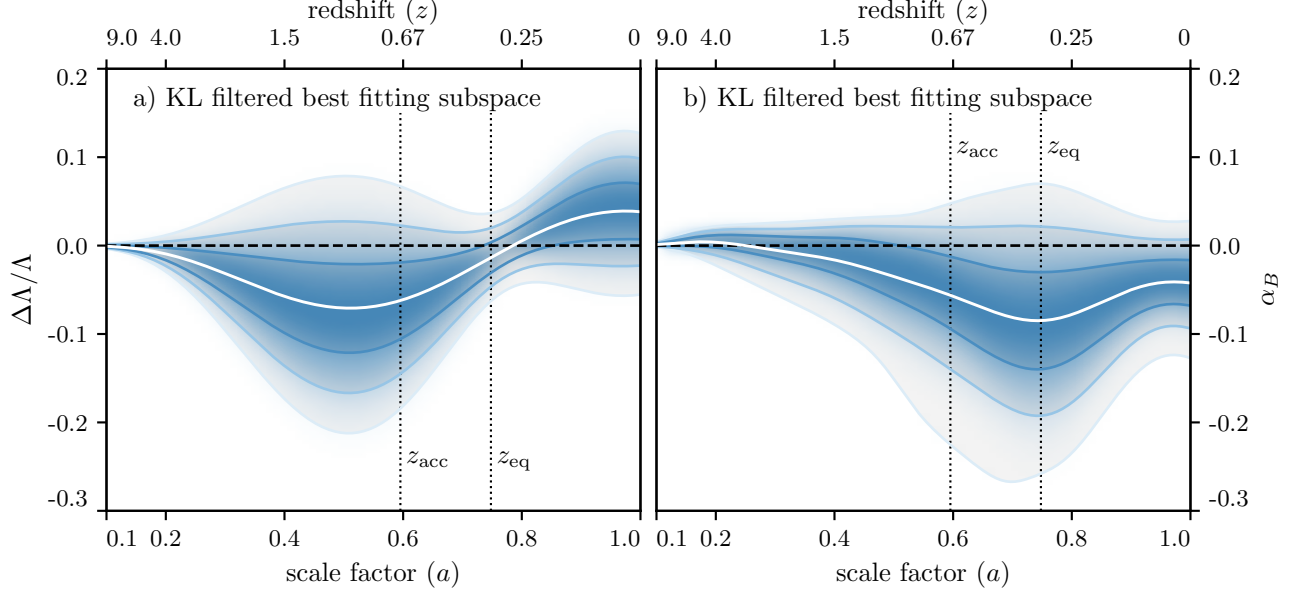 redshift (z)
9.0 4.0 1.5 0.67 0.25 0
a) KL filtered best fitting subspace
0.2
0.1
0.0
-0.1
-0.2
-0.3
ΔΛ/Λ
z_acc
z_eq
0.1 0.2 0.4 0.6 0.8 1.0
scale factor (a)
redshift (z)
9.0 4.0 1.5 0.67 0.25 0
b) KL filtered best fitting subspace
z_acc
z_eq
0.2
0.1
0.0
-0.1
-0.2
-0.3
α_B
0.1 0.2 0.4 0.6 0.8 1.0
scale factor (a)